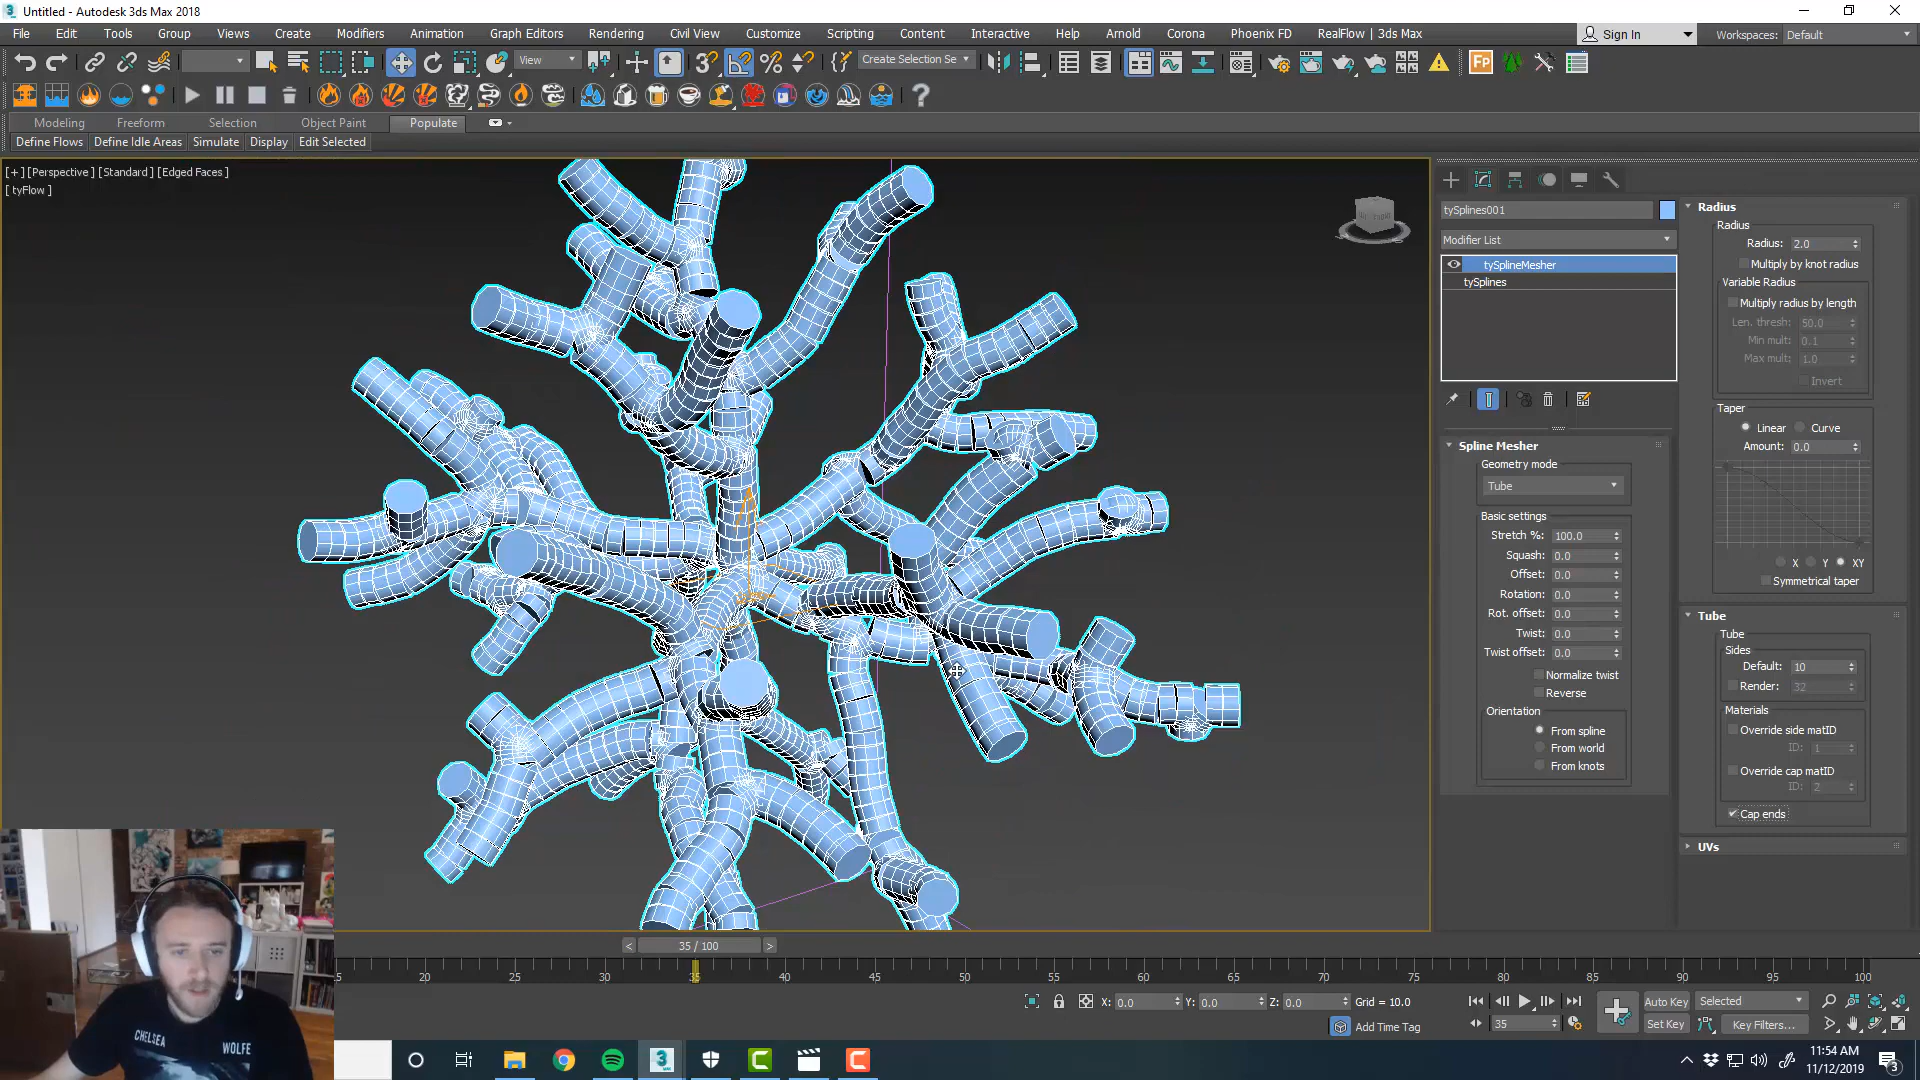 Untitled - Autodesk 3ds Max 2018
File Edit Tools Group Views Create Modifiers Animation Graph Editors Rendering Civil View Customize Scripting Content Interactive Help Arnold Corona Phoenix FD RealFlow | 3ds Max Sign In Workspaces: Default
View Create Selection Se
Modeling Freeform Selection Object Paint Populate
Define Flows Define Idle Areas Simulate Display Edit Selected
[+] [Perspective] [Standard] [Edged Faces]
[ tyFlow ]
tySplines001
Modifier List
tySplineMesher
tySplines
Spline Mesher
Geometry mode
Tube
Basic settings
Stretch %: 100.0
Squash: 0.0
Offset: 0.0
Rotation: 0.0
Rot. offset: 0.0
Twist: 0.0
Twist offset: 0.0
Normalize twist
Reverse
Orientation
From spline
From world
From knots
Radius
Radius
Radius: 2.0
Multiply by knot radius
Variable Radius
Multiply radius by length
Len. thresh: 50.0
Min mult: 0.1
Max mult: 1.0
Invert
Taper
Linear Curve
Amount: 0.0
X Y XY
Symmetrical taper
Tube
Tube
Sides
Default: 10
Render: 32
Materials
Override side matID
ID: 1
Override cap matID
ID: 2
Cap ends
UVs
CHELSEA WOLFE
< 35 / 100 >
5 20 25 30 35 40 45 50 55 60 65 70 75 80 85 90 95 100
X: 0.0 Y: 0.0 Z: 0.0 Grid = 10.0
Add Time Tag
35
Auto Key Selected
Set Key Key Filters...
11:54 AM
11/12/2019
3